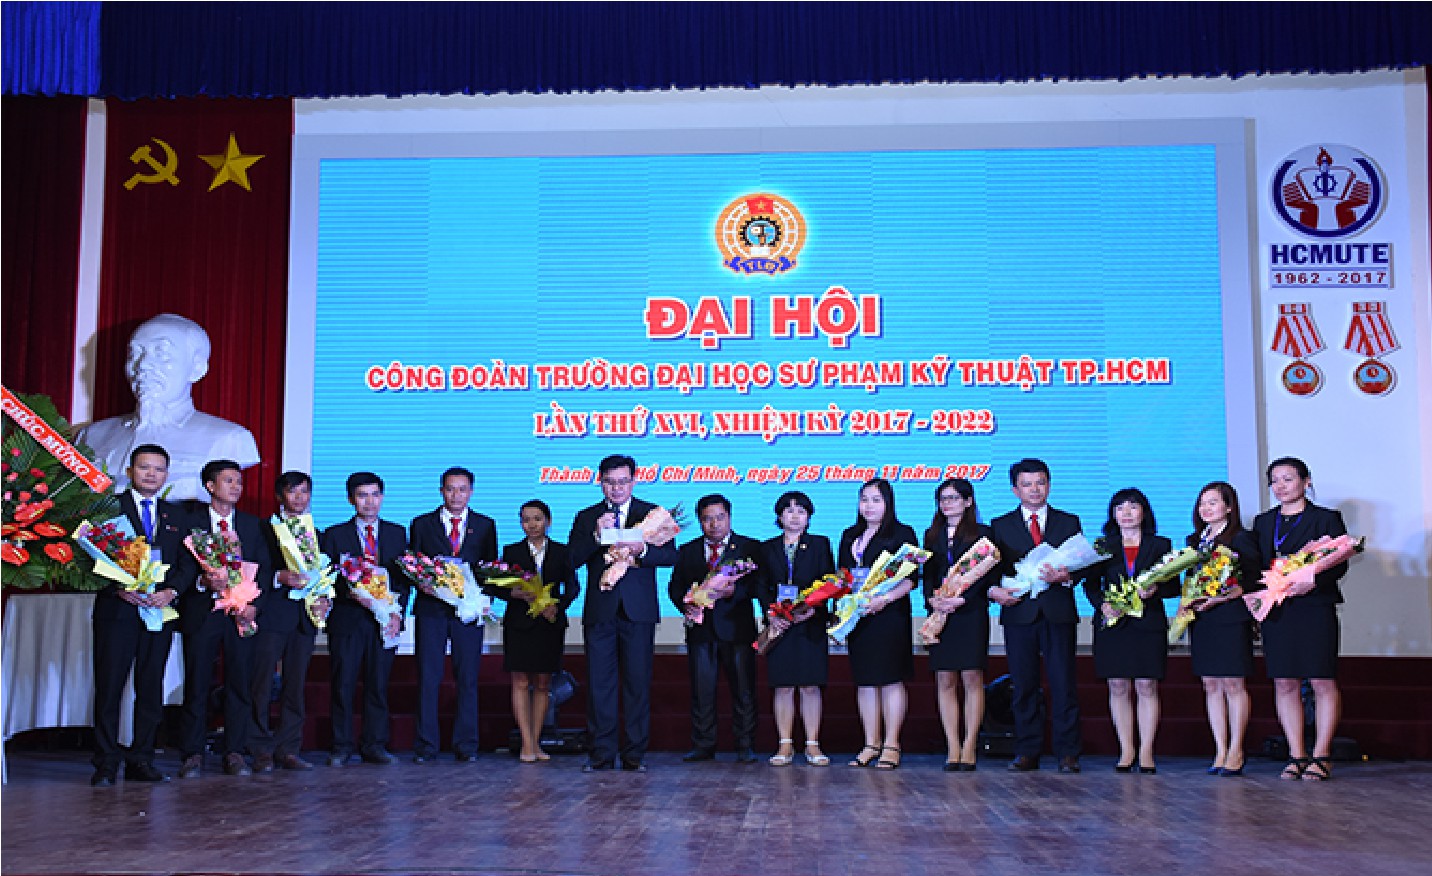 TLĐ
ĐẠI HỘI
CÔNG ĐOÀN TRƯỜNG ĐẠI HỌC SƯ PHẠM KỸ THUẬT TP.HCM
LẦN THỨ XVI, NHIỆM KỲ 2017 - 2022
Thành Hồ Chí Minh, ngày 25 tháng 11 năm 2017
HCMUTE
1962 - 2017
CHÚC MỪNG